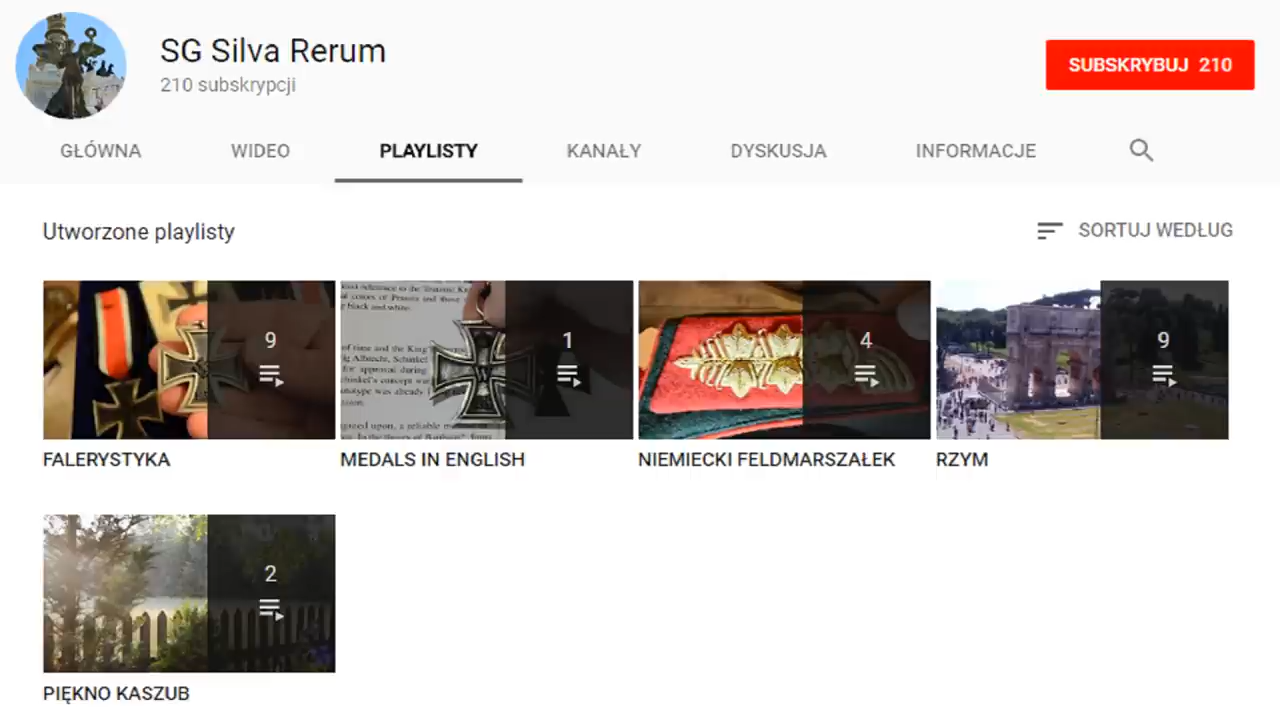 SG Silva Rerum
210 subskrypcji
SUBSKRYBUJ 210
GŁÓWNA WIDEO PLAYLISTY KANAŁY DYSKUSJA INFORMACJE
Utworzone playlisty
SORTUJ WEDŁUG
9
1
4
9
FALERYSTYKA
MEDALS IN ENGLISH
NIEMIECKI FELDMARSZAŁEK
RZYM
2
PIĘKNO KASZUB